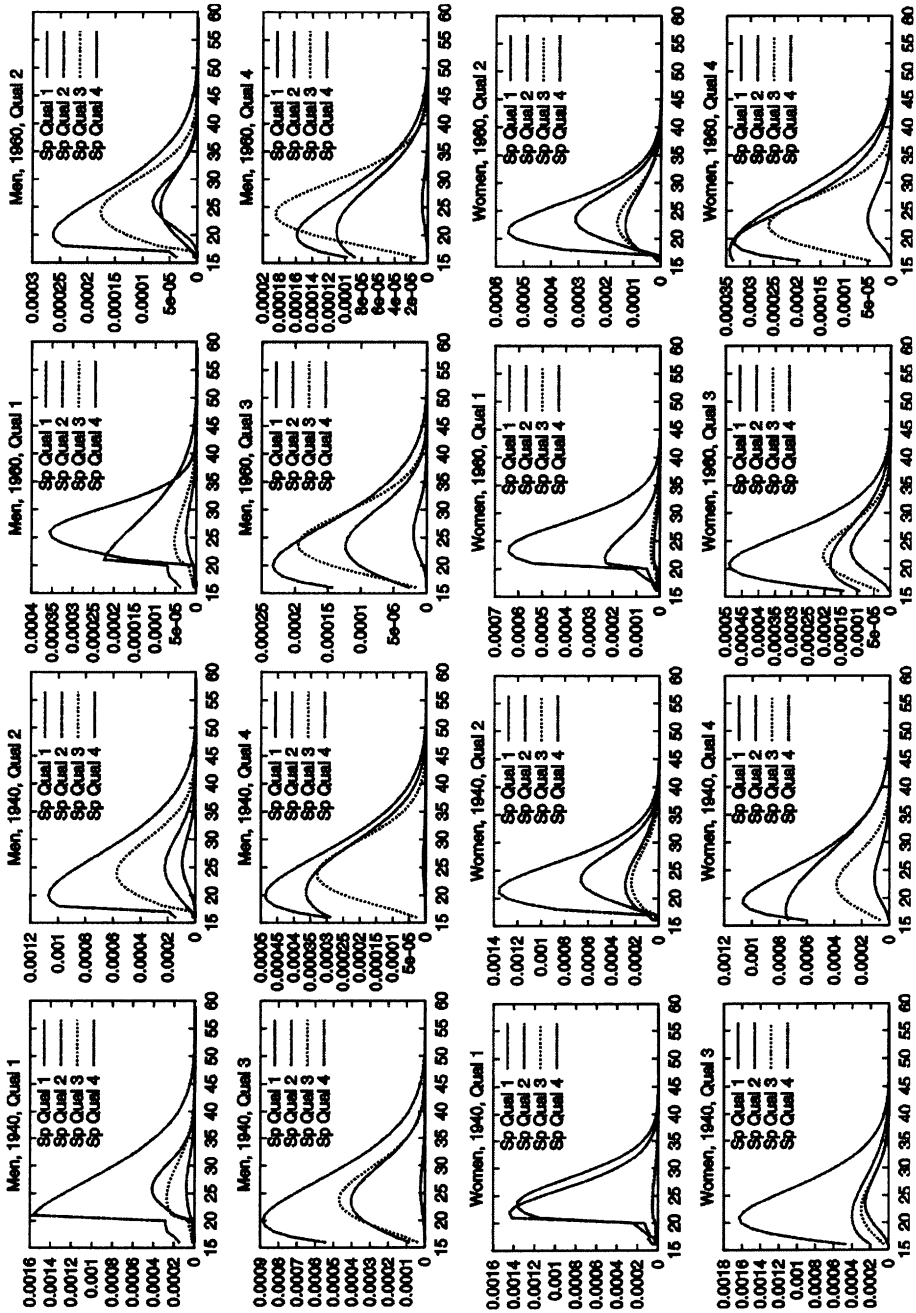 Men, 1940, Qual 1
0.0016
0.0014
0.0012
0.001
0.0008
0.0006
0.0004
0.0002
0
Sp Qual 1
Sp Qual 2
Sp Qual 3
Sp Qual 4
15 20 25 30 35 40 45 50 55 60
Men, 1940, Qual 2
0.0012
0.001
0.0008
0.0006
0.0004
0.0002
0
Sp Qual 1
Sp Qual 2
Sp Qual 3
Sp Qual 4
15 20 25 30 35 40 45 50 55 60
Men, 1960, Qual 1
0.0004
0.00035
0.0003
0.00025
0.0002
0.00015
0.0001
5e-05
0
Sp Qual 1
Sp Qual 2
Sp Qual 3
Sp Qual 4
15 20 25 30 35 40 45 50 55 60
Men, 1960, Qual 2
0.0003
0.00025
0.0002
0.00015
0.0001
5e-05
0
Sp Qual 1
Sp Qual 2
Sp Qual 3
Sp Qual 4
15 20 25 30 35 40 45 50 55 60
Men, 1940, Qual 3
0.0009
0.0008
0.0007
0.0006
0.0005
0.0004
0.0003
0.0002
0.0001
0
Sp Qual 1
Sp Qual 2
Sp Qual 3
Sp Qual 4
15 20 25 30 35 40 45 50 55 60
Men, 1940, Qual 4
0.0005
0.00045
0.0004
0.00035
0.0003
0.00025
0.0002
0.00015
0.0001
5e-05
0
Sp Qual 1
Sp Qual 2
Sp Qual 3
Sp Qual 4
15 20 25 30 35 40 45 50 55 60
Men, 1960, Qual 3
0.00025
0.0002
0.00015
0.0001
5e-05
0
Sp Qual 1
Sp Qual 2
Sp Qual 3
Sp Qual 4
15 20 25 30 35 40 45 50 55 60
Men, 1960, Qual 4
0.0002
0.00018
0.00016
0.00014
0.00012
0.0001
8e-05
6e-05
4e-05
2e-05
0
Sp Qual 1
Sp Qual 2
Sp Qual 3
Sp Qual 4
15 20 25 30 35 40 45 50 55 60
Women, 1940, Qual 1
0.0016
0.0014
0.0012
0.001
0.0008
0.0006
0.0004
0.0002
0
Sp Qual 1
Sp Qual 2
Sp Qual 3
Sp Qual 4
15 20 25 30 35 40 45 50 55 60
Women, 1940, Qual 2
0.0014
0.0012
0.001
0.0008
0.0006
0.0004
0.0002
0
Sp Qual 1
Sp Qual 2
Sp Qual 3
Sp Qual 4
15 20 25 30 35 40 45 50 55 60
Women, 1960, Qual 1
0.0007
0.0006
0.0005
0.0004
0.0003
0.0002
0.0001
0
Sp Qual 1
Sp Qual 2
Sp Qual 3
Sp Qual 4
15 20 25 30 35 40 45 50 55 60
Women, 1960, Qual 2
0.0006
0.0005
0.0004
0.0003
0.0002
0.0001
0
Sp Qual 1
Sp Qual 2
Sp Qual 3
Sp Qual 4
15 20 25 30 35 40 45 50 55 60
Women, 1940, Qual 3
0.0018
0.0016
0.0014
0.0012
0.001
0.0008
0.0006
0.0004
0.0002
0
Sp Qual 1
Sp Qual 2
Sp Qual 3
Sp Qual 4
15 20 25 30 35 40 45 50 55 60
Women, 1940, Qual 4
0.0012
0.001
0.0008
0.0006
0.0004
0.0002
0
Sp Qual 1
Sp Qual 2
Sp Qual 3
Sp Qual 4
15 20 25 30 35 40 45 50 55 60
Women, 1960, Qual 3
0.0005
0.00045
0.0004
0.00035
0.0003
0.00025
0.0002
0.00015
0.0001
5e-05
0
Sp Qual 1
Sp Qual 2
Sp Qual 3
Sp Qual 4
15 20 25 30 35 40 45 50 55 60
Women, 1960, Qual 4
0.00035
0.0003
0.00025
0.0002
0.00015
0.0001
5e-05
0
Sp Qual 1
Sp Qual 2
Sp Qual 3
Sp Qual 4
15 20 25 30 35 40 45 50 55 60